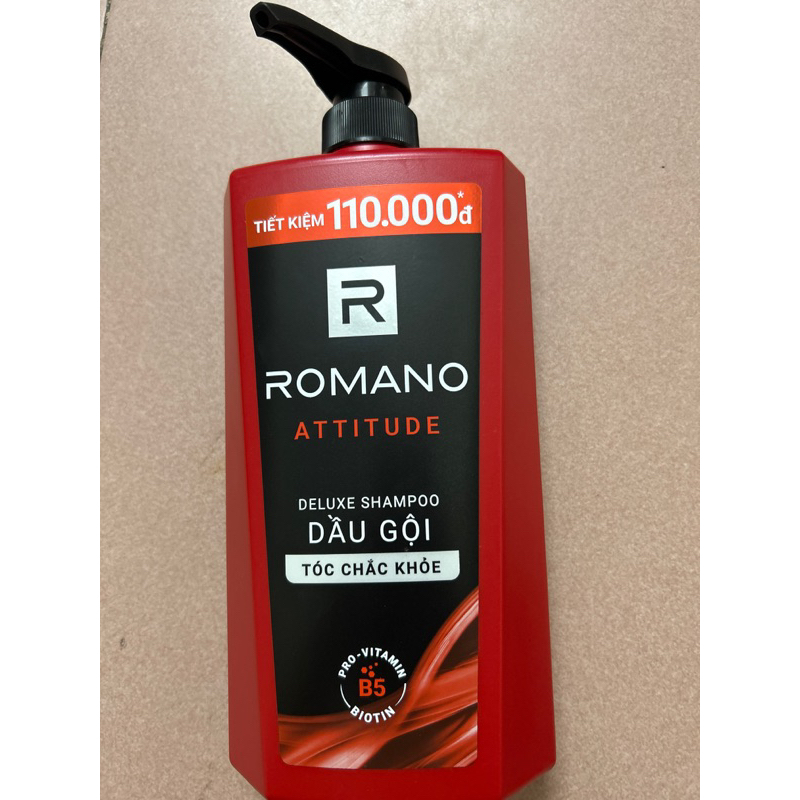 TIẾT KIỆM 110.000đ*
R
ROMANO
ATTITUDE
DELUXE SHAMPOO
DẦU GỘI
TÓC CHẮC KHỎE
PRO-VITAMIN
B5
BIOTIN